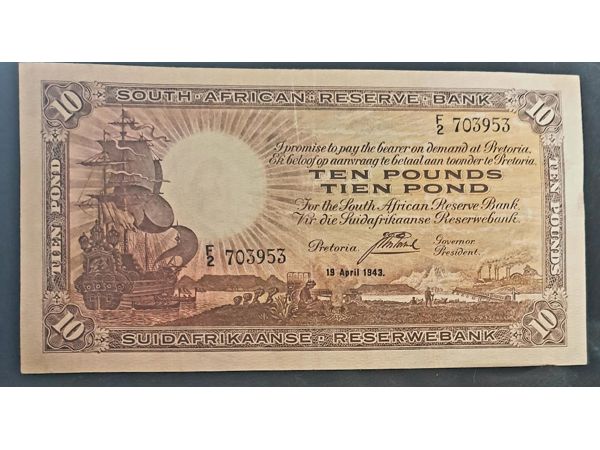 10 SOUTH · AFRICAN · RESERVE · BANK 10
F/2 703953
I promise to pay the bearer on demand at Pretoria.
Ek beloof op aanvraag te betaal aan toonder te Pretoria.
TEN POUNDS
TIEN POND
For the South African Reserve Bank.
Vir die Suidafrikaanse Reserwebank.
Pretoria. Governor.
President.
F/2 703953
19 April 1943.
TIEN POND
TEN POUNDS
10 SUIDAFRIKAANSE · RESERWEBANK 10